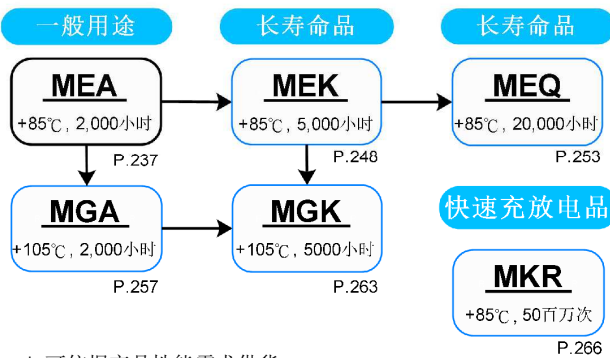 一般用途
长寿命品
长寿命品
MEA
+85℃, 2,000小时
P.237
MEK
+85℃, 5,000小时
P.248
MEQ
+85℃, 20,000小时
P.253
MGA
+105℃, 2,000小时
P.257
MGK
+105℃, 5000小时
P.263
快速充放电品
MKR
+85℃, 50百万次
P.266